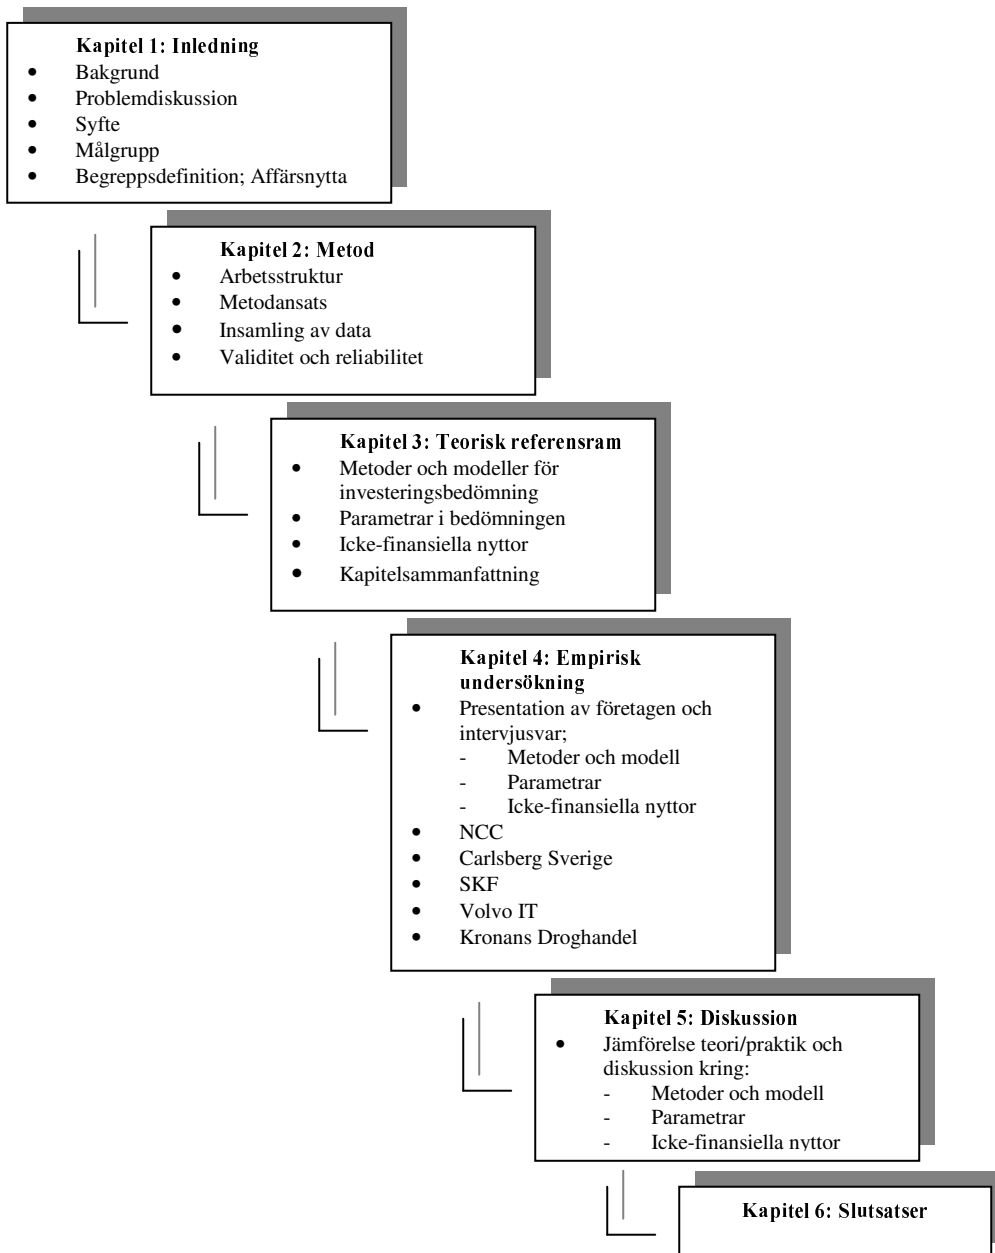 Kapitel 1: Inledning
• Bakgrund
• Problemdiskussion
• Syfte
• Målgrupp
• Begreppsdefinition; Affärsnytta
Kapitel 2: Metod
• Arbetsstruktur
• Metodansats
• Insamling av data
• Validitet och reliabilitet
Kapitel 3: Teorisk referensram
• Metoder och modeller för
investeringsbedömning
• Parametrar i bedömningen
• Icke-finansiella nyttor
• Kapitelsammanfattning
Kapitel 4: Empirisk
undersökning
• Presentation av företagen och
intervjusvar;
- Metoder och modell
- Parametrar
- Icke-finansiella nyttor
• NCC
• Carlsberg Sverige
• SKF
• Volvo IT
• Kronans Droghandel
Kapitel 5: Diskussion
• Jämförelse teori/praktik och
diskussion kring:
- Metoder och modell
- Parametrar
- Icke-finansiella nyttor
Kapitel 6: Slutsatser